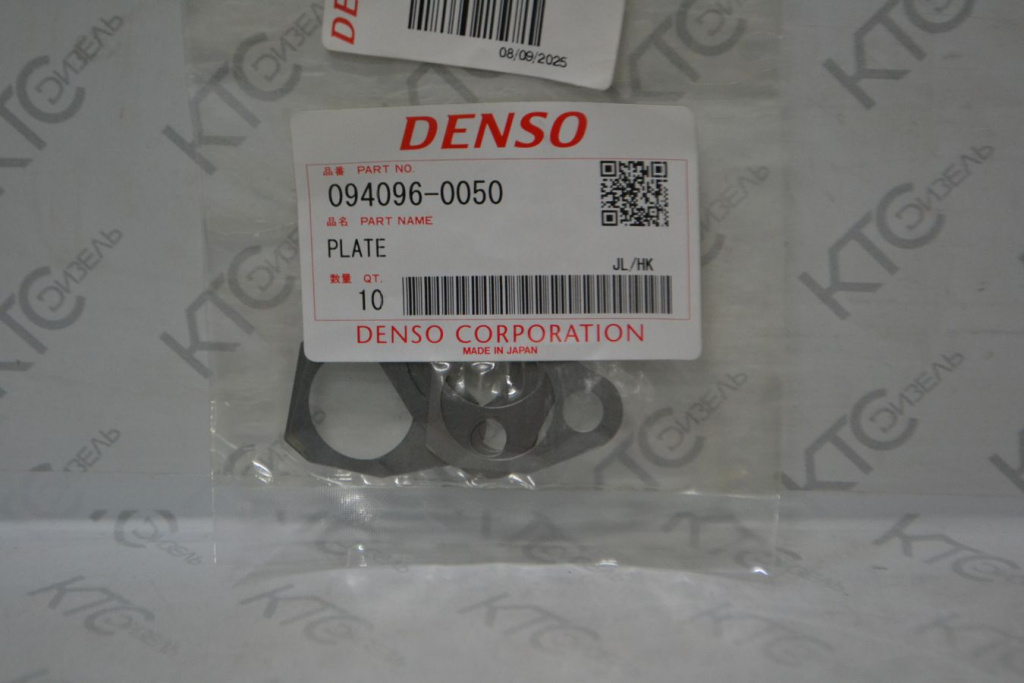 DE
08/09/2025
DENSO
品番 PART NO.
094096-0050
品名 PART NAME
PLATE
JL/HK
数量 QT.
10
DENSO CORPORATION
MADE IN JAPAN
КТС ДИЗЕЛЬ